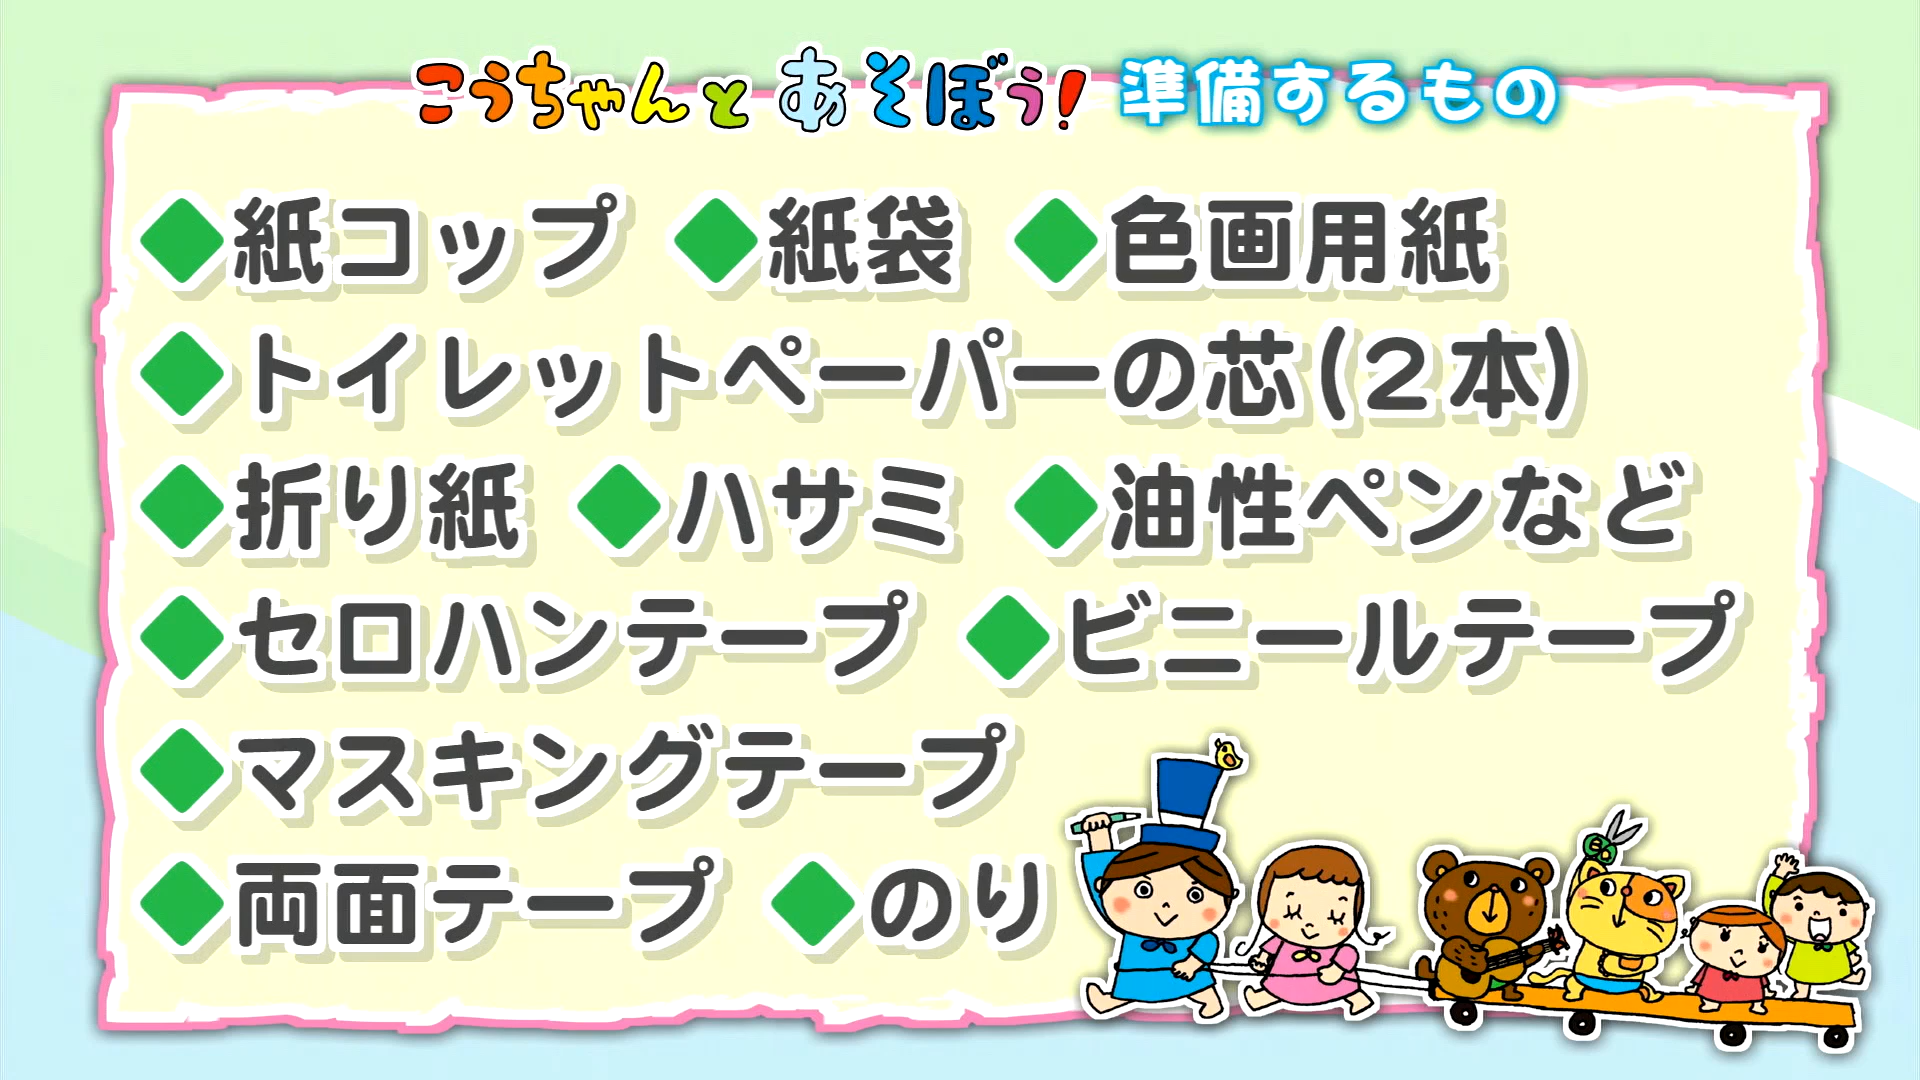 こうちゃんとあそぼう! 準備するもの
◆紙コップ ◆紙袋 ◆色画用紙
◆トイレットペーパーの芯(2本)
◆折り紙 ◆ハサミ ◆油性ペンなど
◆セロハンテープ ◆ビニールテープ
◆マスキングテープ
◆両面テープ ◆のり